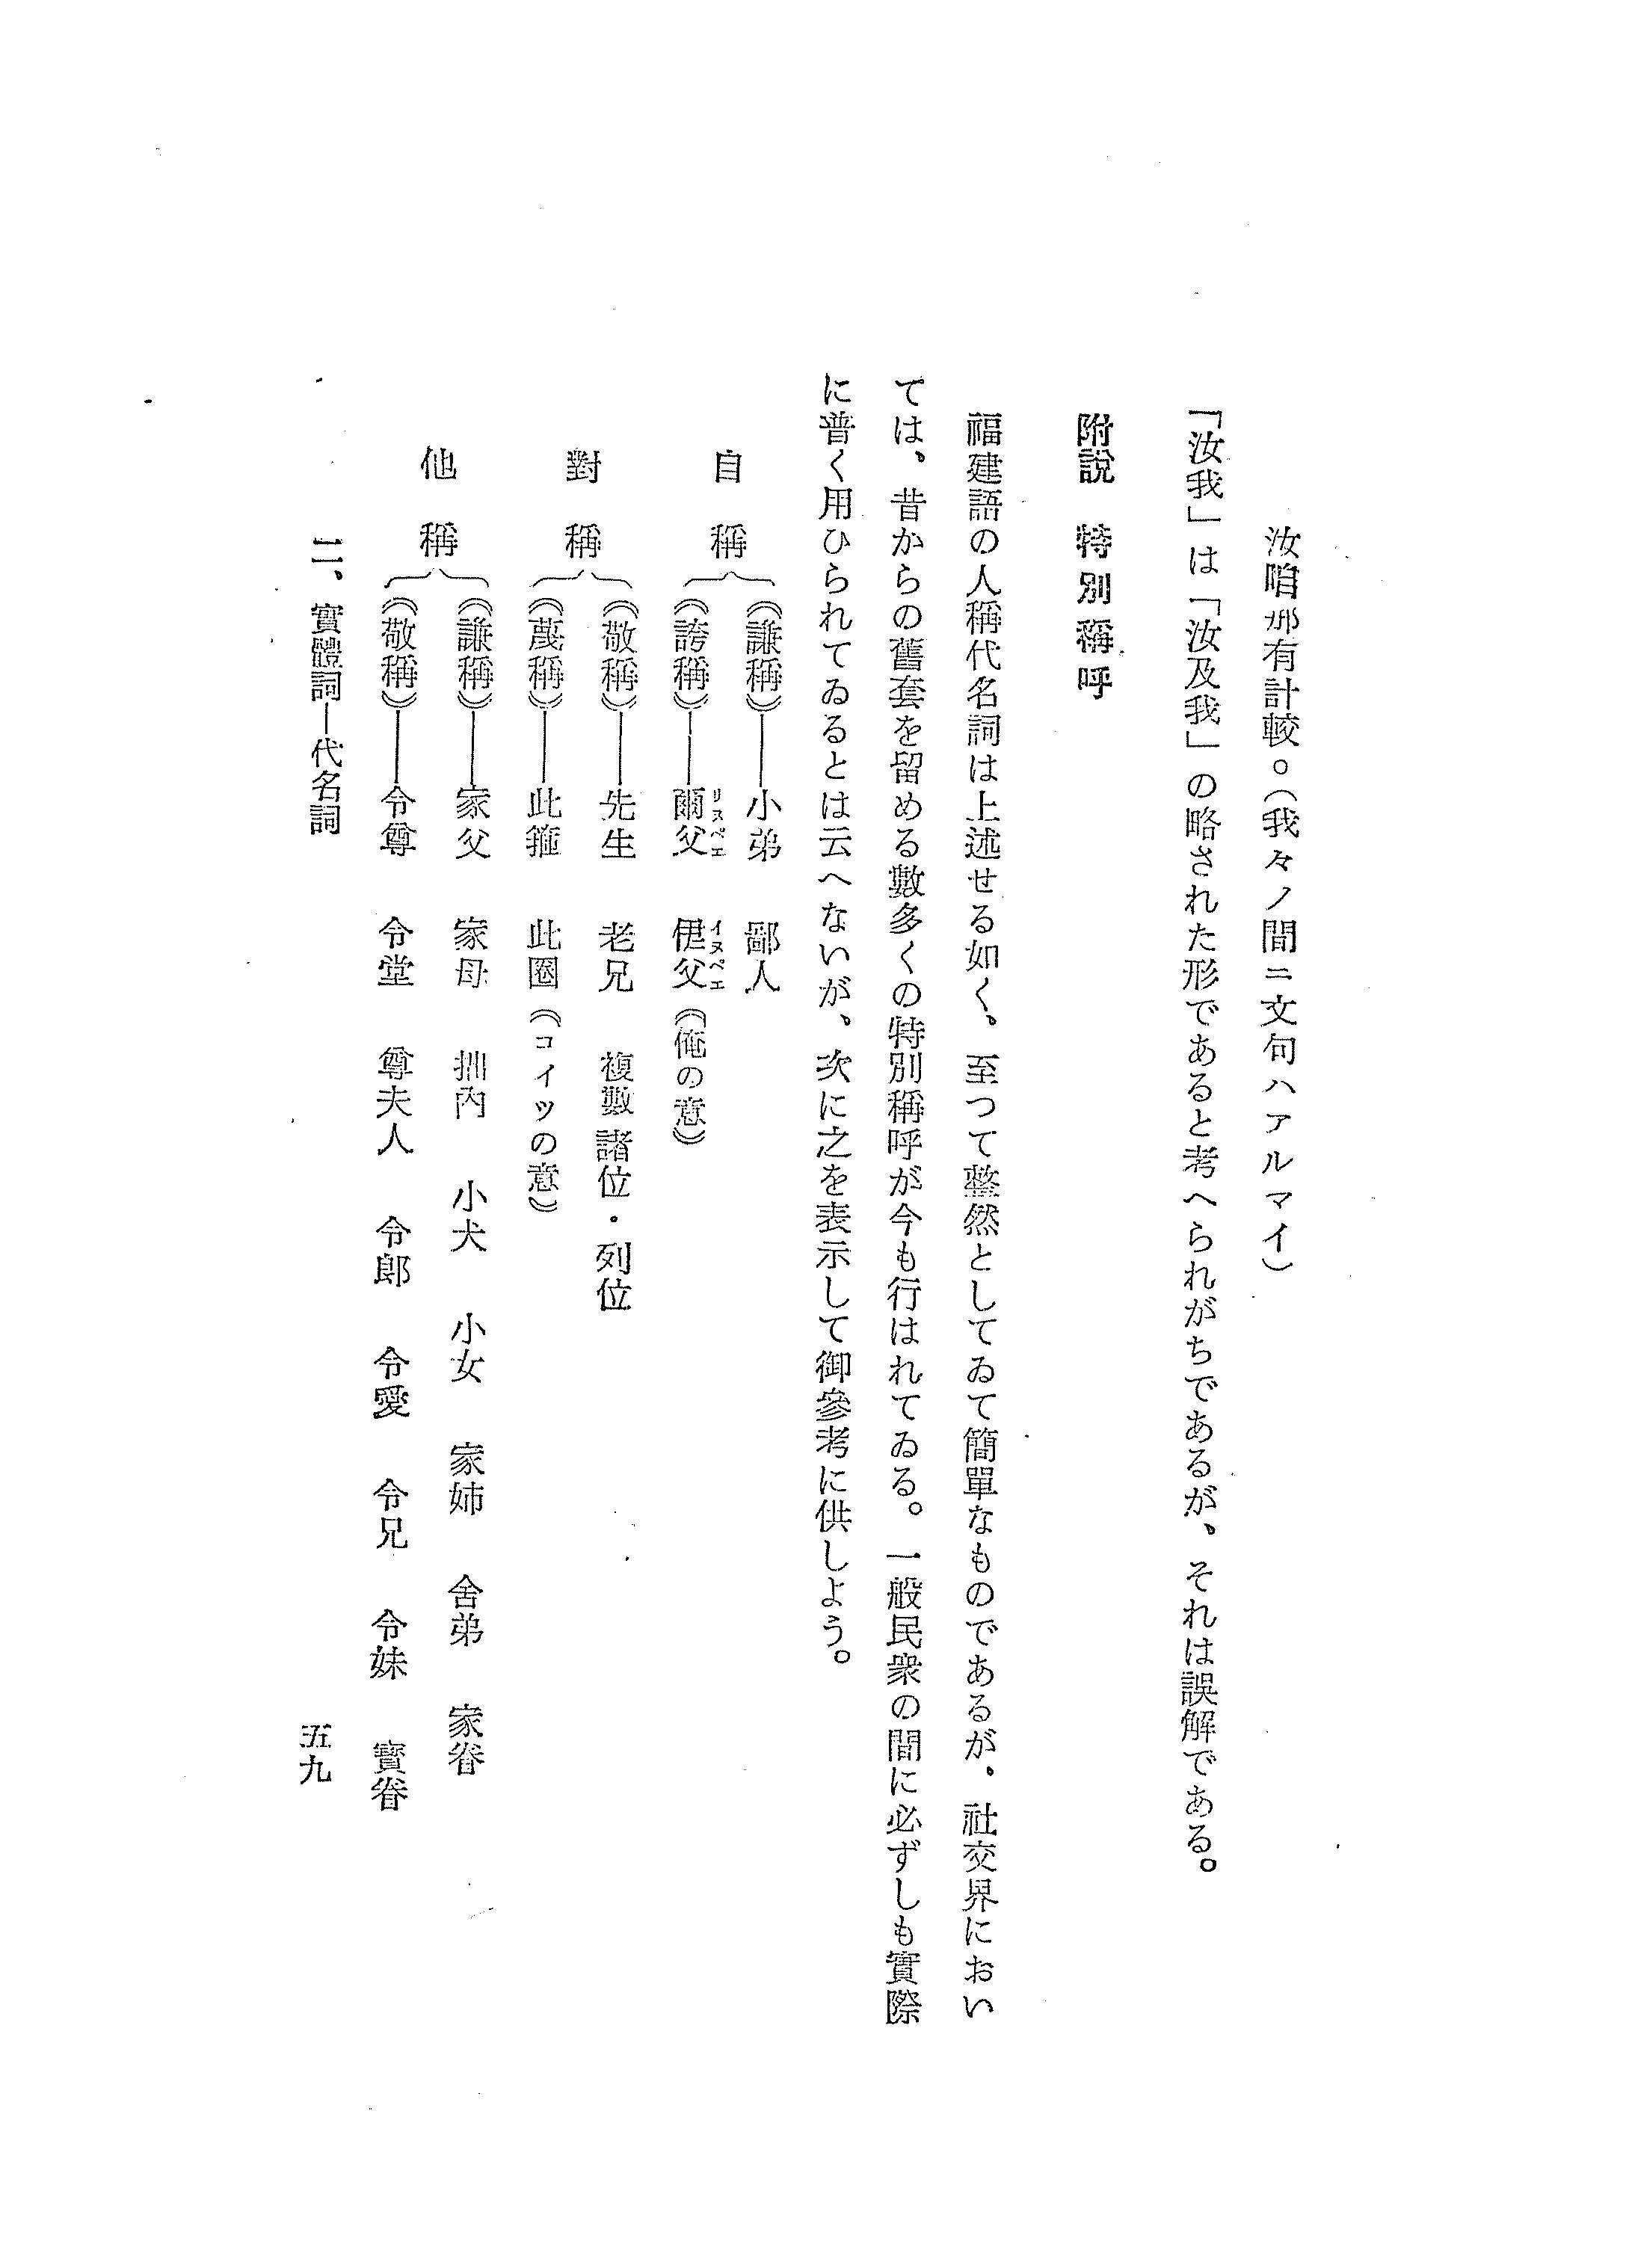 汝咱那有計較。(我々ノ間ニ文句ハアルマイ)
「汝我」は「汝及我」の略された形であると考へられがちであるが、それは誤解である。
附說 特別稱呼
福建語の人稱代名詞は上述せる如く、至つて整然としてゐて簡單なものであるが、社交界におい
ては、昔からの舊套を留める數多くの特別稱呼が今も行はれてゐる。一般民衆の間に必ずしも實際
に普く用ひられてゐるとは云へないが、次に之を表示して御參考に供しよう。
自稱
(謙稱)——小弟 鄙人
(誇稱)——爾父 伊父(俺の意)
リヌペエ イヌペエ
對稱
(敬稱)——先生 老兄 複數 諸位・列位
(蔑稱)——此箍 此圈(コイツの意)
他稱
(謙稱)——家父 家母 拙內 小犬 小女 家姉 舍弟 家眷
(敬稱)——令尊 令堂 尊夫人 令郎 令愛 令兄 令妹 寶眷
二、實體詞—代名詞
五九